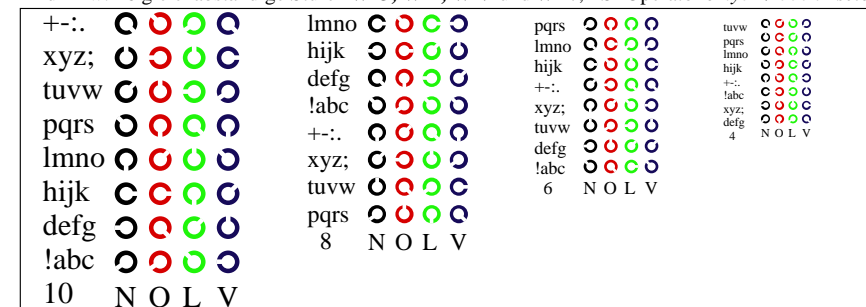 +-:.
xyz;
tuvw
pqrs
lmno
hijk
defg
!abc
10 N O L V
lmno
hijk
defg
!abc
+-:.
xyz;
tuvw
pqrs
8 N O L V
pqrs
lmno
hijk
+-:.
xyz;
tuvw
defg
!abc
6 N O L V
tuvw
pqrs
lmno
hijk
+-:.
!abc
xyz;
defg
4 N O L V